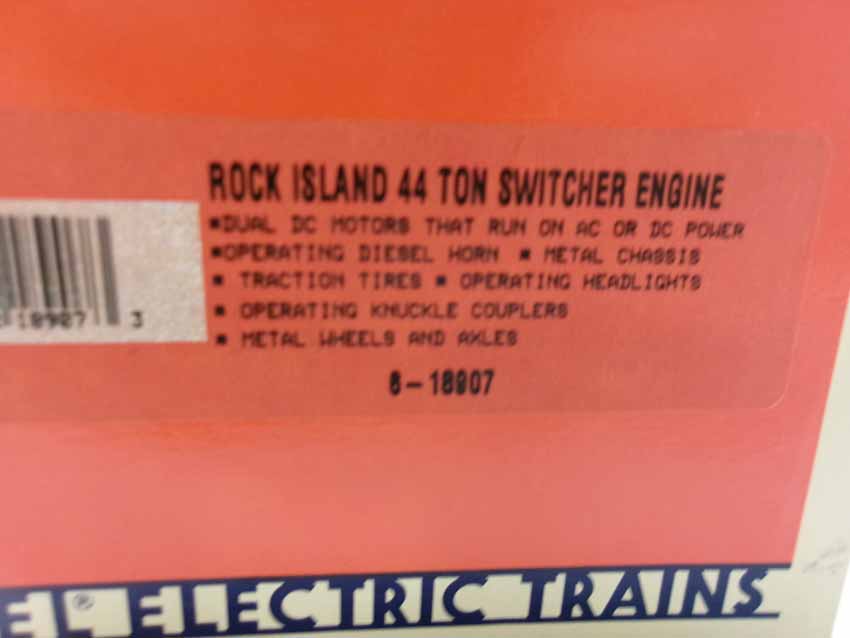 ROCK ISLAND 44 TON SWITCHER ENGINE
▪DUAL DC MOTORS THAT RUN ON AC OR DC POWER
▪OPERATING DIESEL HORN ▪ METAL CHASSIS
▪ TRACTION TIRES ▪ OPERATING HEADLIGHTS
▪ OPERATING KNUCKLE COUPLERS
▪ METAL WHEELS AND AXLES
18907 3
6-18907
EL® ELECTRIC TRAINS